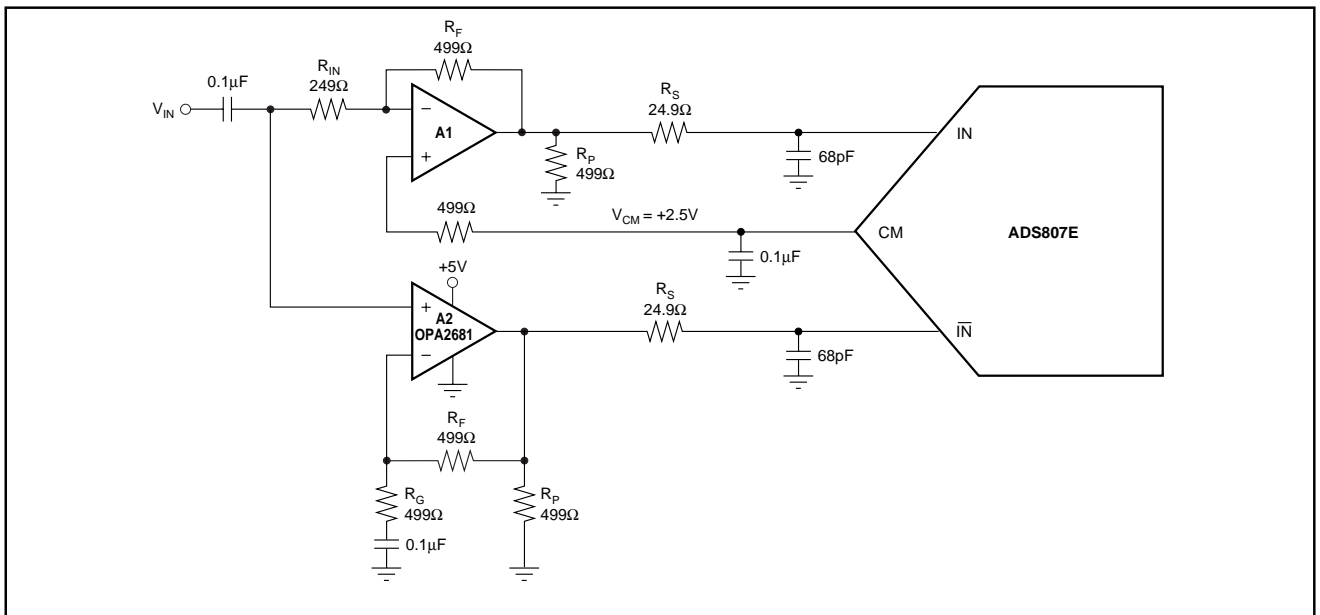 R_F
499Ω
0.1µF
R_IN
249Ω
V_IN
−
A1
+
R_P
499Ω
R_S
24.9Ω
68pF
IN
499Ω
V_CM = +2.5V
CM
ADS807E
0.1µF
+5V
+
A2
OPA2681
−
R_S
24.9Ω
68pF
I̅N̅
R_F
499Ω
R_G
499Ω
R_P
499Ω
0.1µF